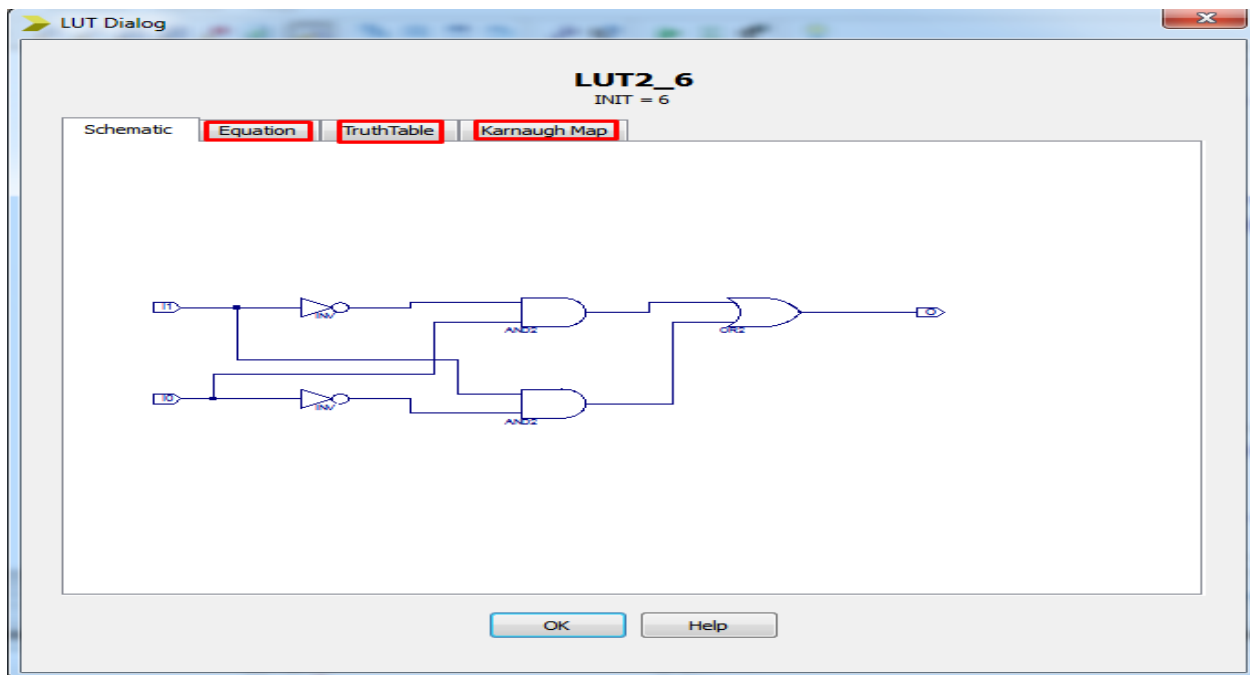 LUT Dialog
LUT2_6
INIT = 6
Schematic Equation TruthTable Karnaugh Map
I1 INV AND2 OR2 O
I0 INV AND2
OK Help